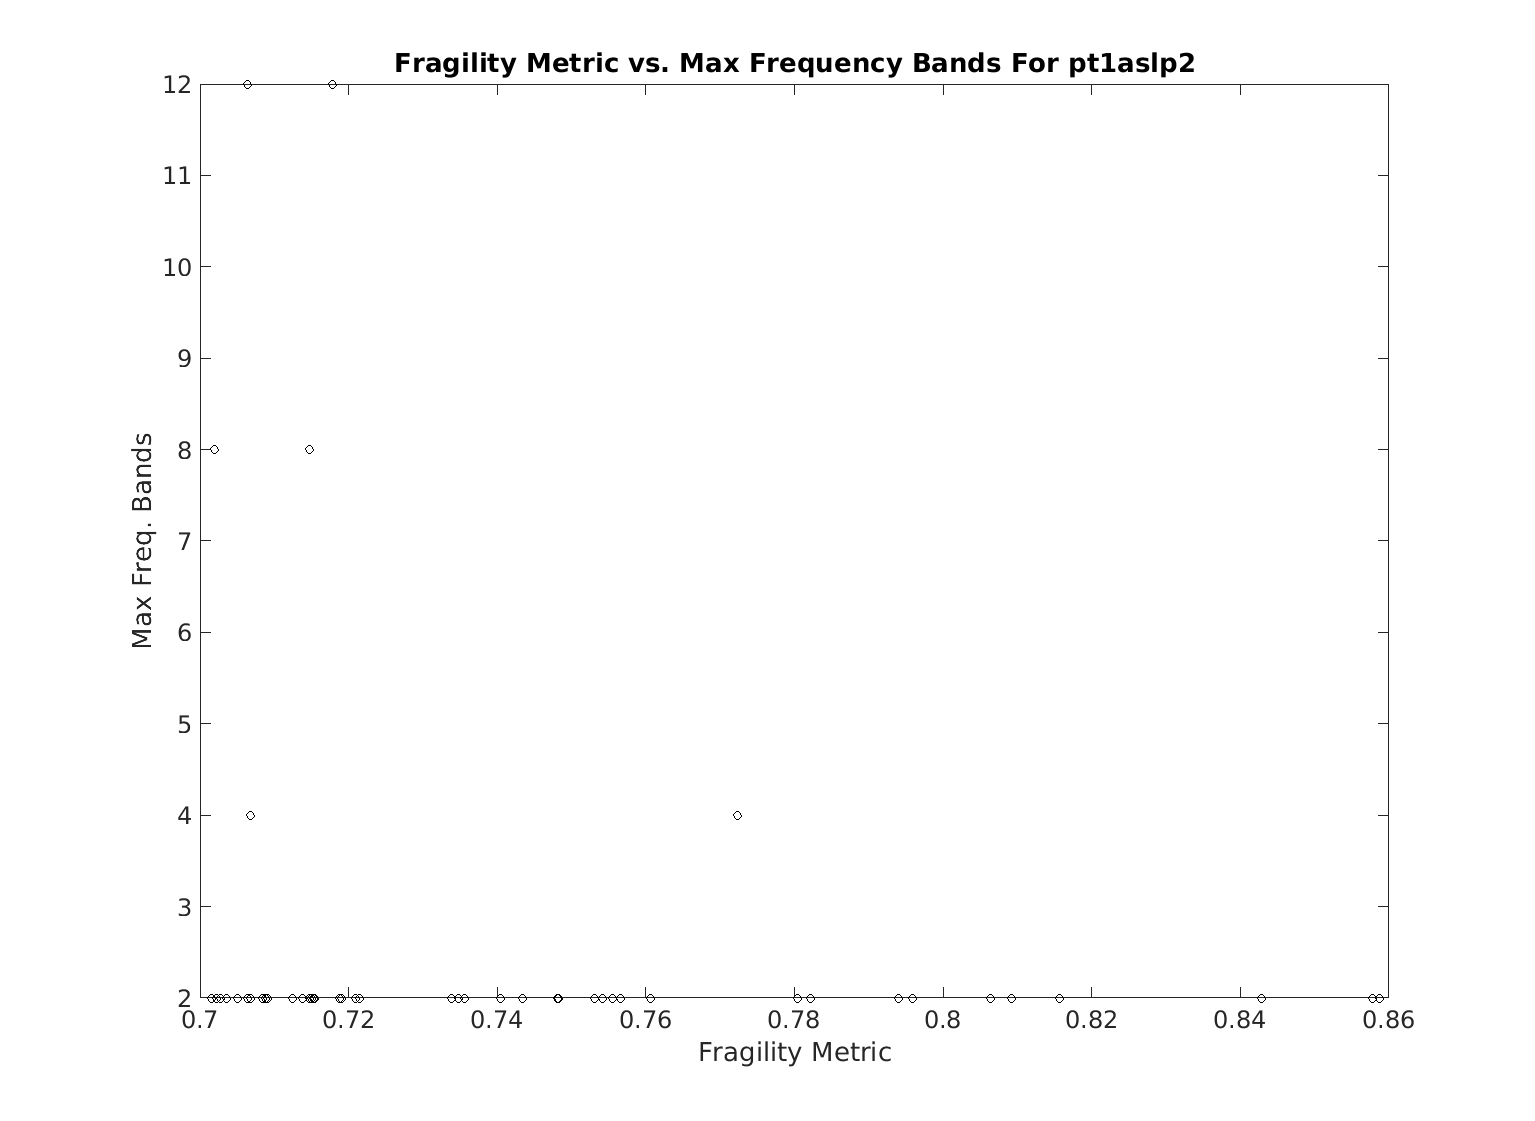 Fragility Metric vs. Max Frequency Bands For pt1aslp2
12
11
10
9
8
7
6
5
4
3
2
Max Freq. Bands
0.7 0.72 0.74 0.76 0.78 0.8 0.82 0.84 0.86
Fragility Metric